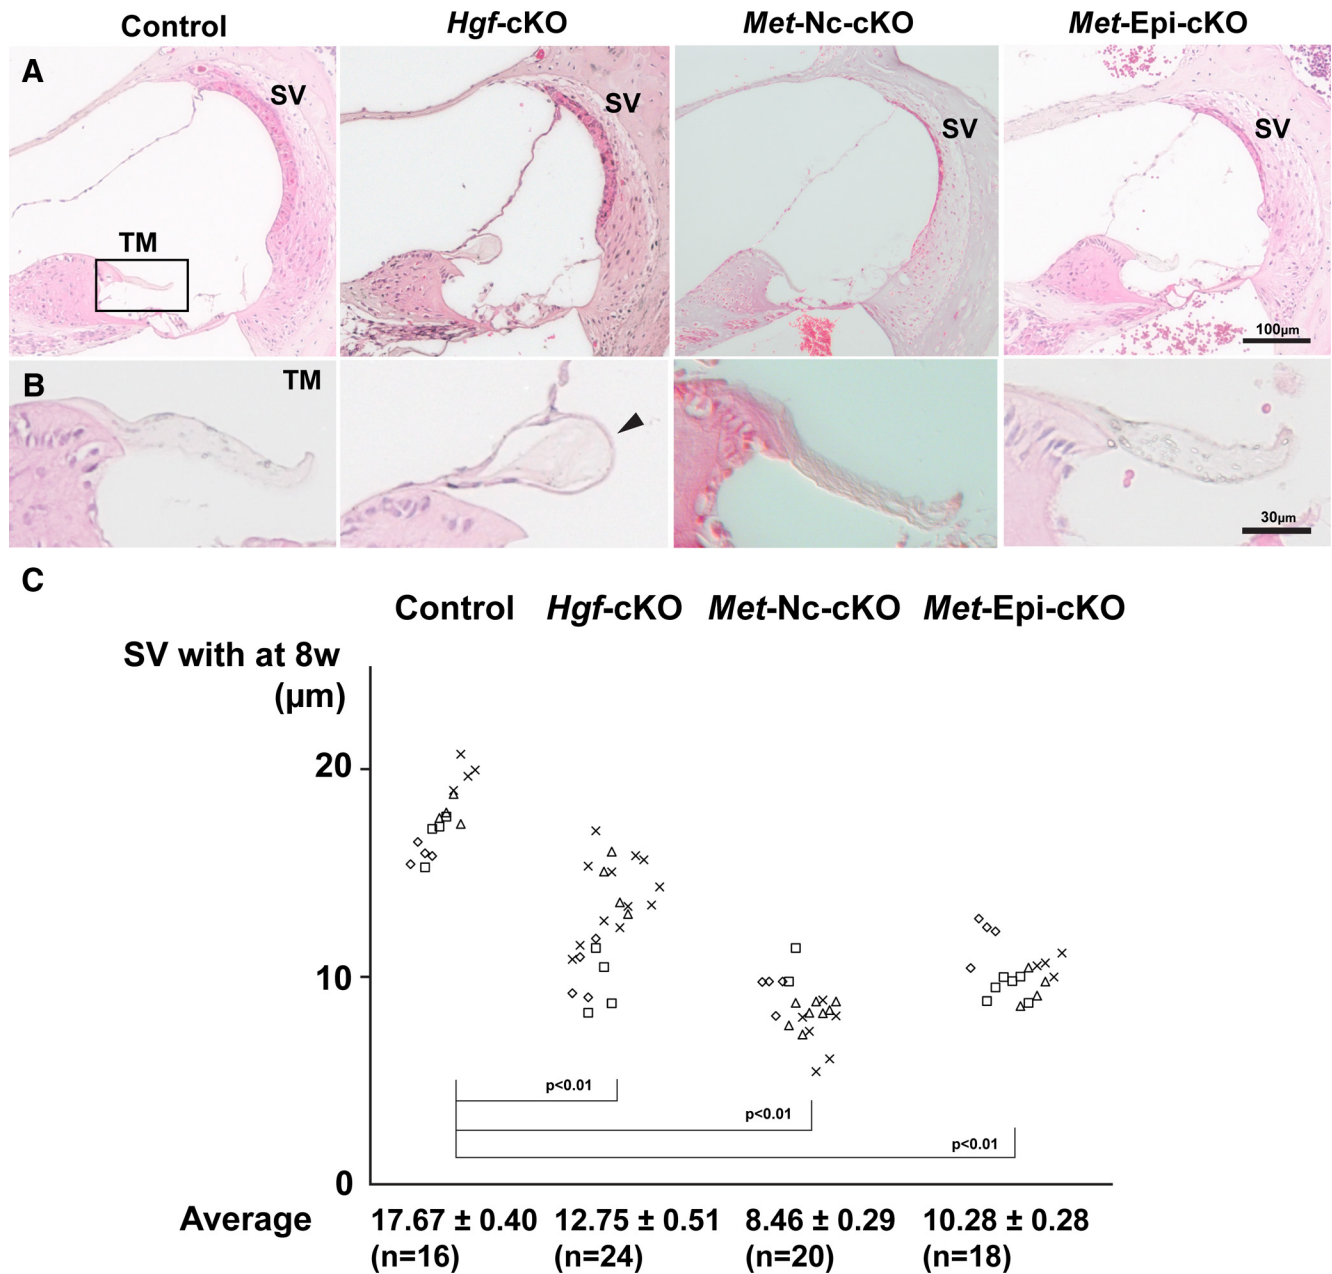 Control Hgf-cKO Met-Nc-cKO Met-Epi-cKO
A
SV SV SV SV
TM
100µm
B
TM
30µm
C
Control Hgf-cKO Met-Nc-cKO Met-Epi-cKO
SV with at 8w
(µm)
20
10
p<0.01
p<0.01
p<0.01
0
Average 17.67 ± 0.40 12.75 ± 0.51 8.46 ± 0.29 10.28 ± 0.28
(n=16) (n=24) (n=20) (n=18)